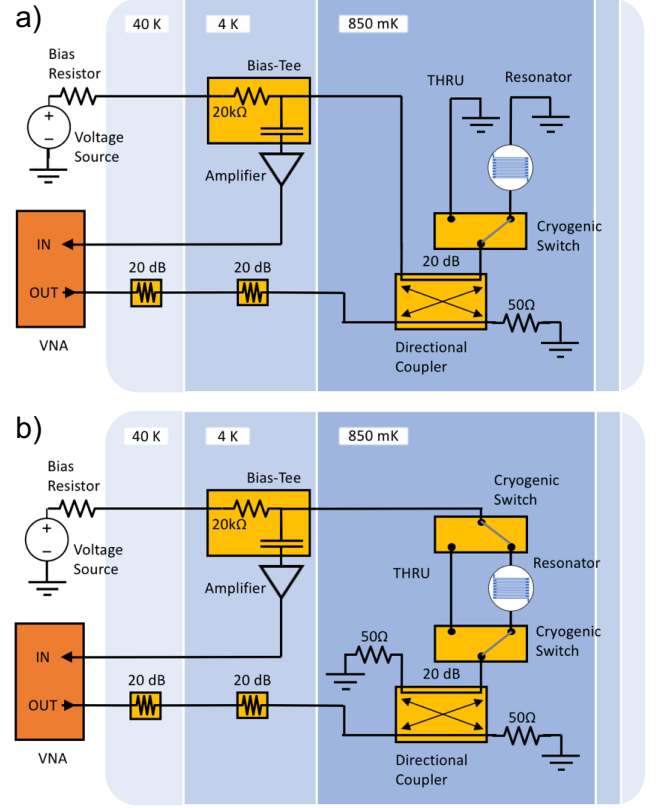 a)
40 K
4 K
850 mK
Bias
Resistor
Bias-Tee
THRU
Resonator
20kΩ
+
−
Voltage
Source
Amplifier
Cryogenic
Switch
IN
20 dB
20 dB
20 dB
OUT
50Ω
VNA
Directional
Coupler
b)
40 K
4 K
850 mK
Bias
Resistor
Bias-Tee
Cryogenic
Switch
20kΩ
+
−
Voltage
Source
THRU
Resonator
Amplifier
50Ω
Cryogenic
Switch
IN
20 dB
20 dB
20 dB
OUT
50Ω
VNA
Directional
Coupler